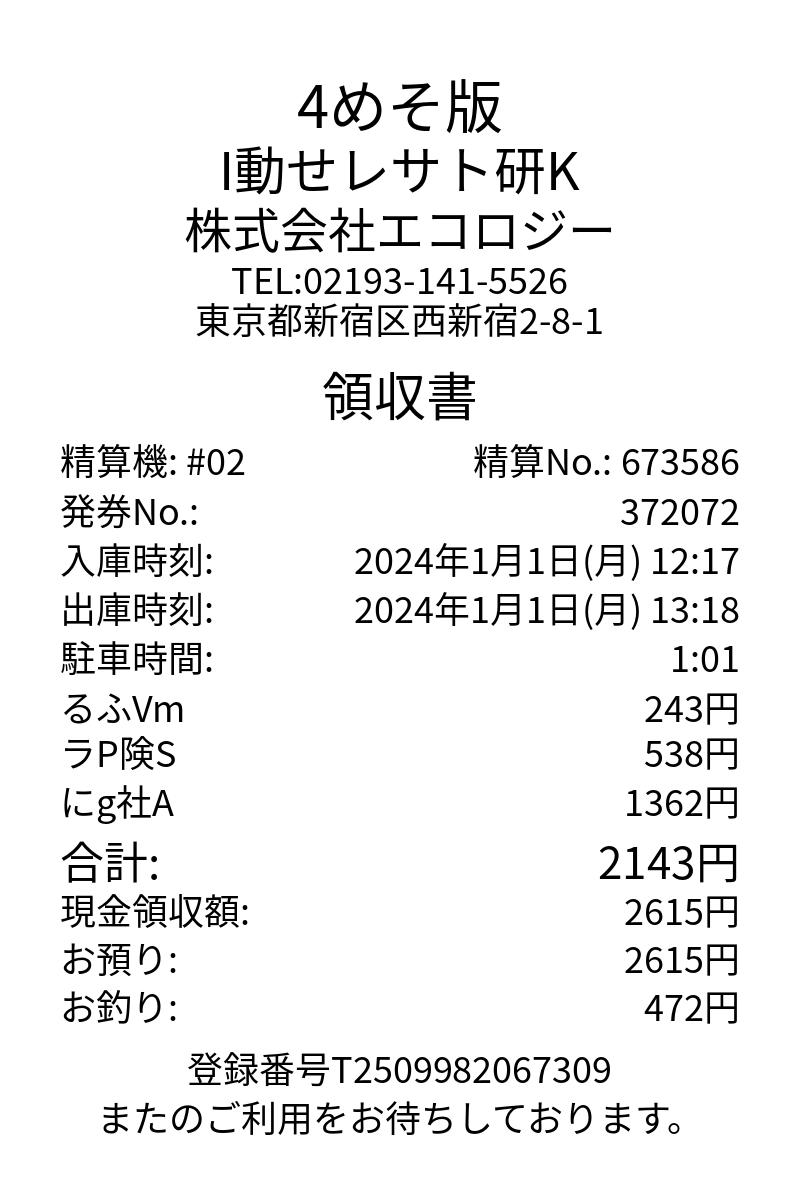 4めそ版
I動せレサト研K
株式会社エコロジー
TEL:02193-141-5526
東京都新宿区西新宿2-8-1
領収書
精算機: #02 精算No.: 673586
発券No.: 372072
入庫時刻: 2024年1月1日(月) 12:17
出庫時刻: 2024年1月1日(月) 13:18
駐車時間: 1:01
るふVm 243円
ラP険S 538円
にg社A 1362円
合計: 2143円
現金領収額: 2615円
お預り: 2615円
お釣り: 472円
登録番号T2509982067309
またのご利用をお待ちしております。